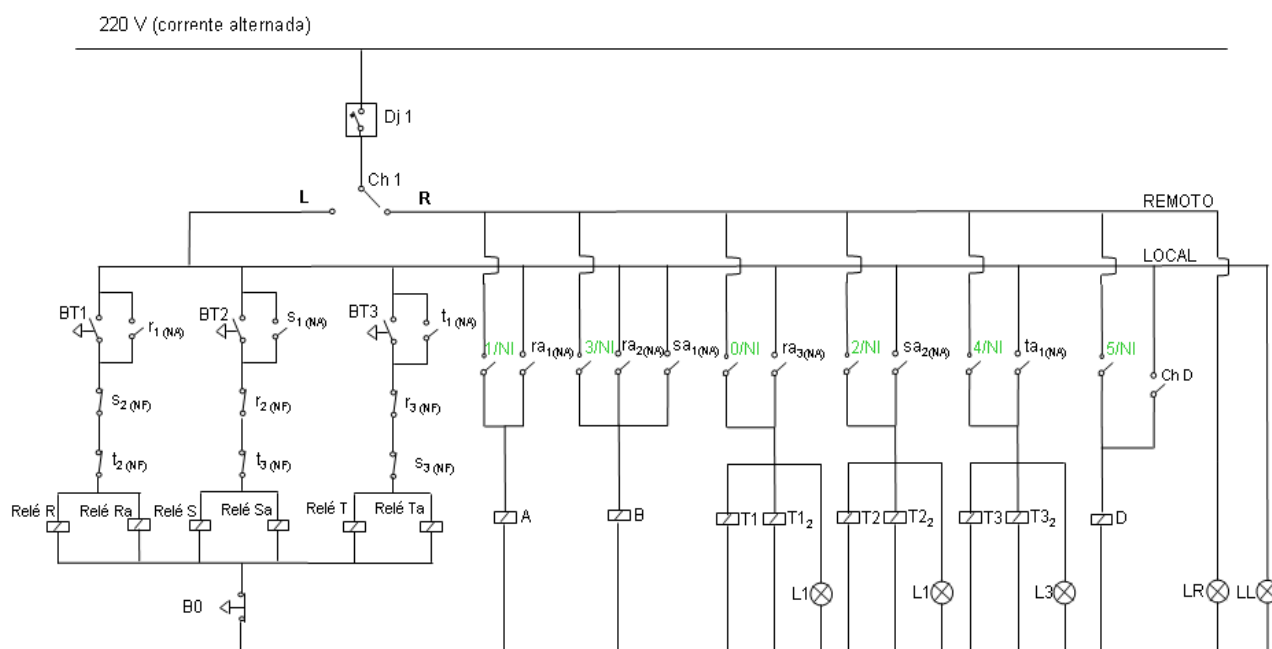 220 V (corrente alternada)
Dj 1
Ch 1
L
R
REMOTO
LOCAL
BT1
r1(NA)
BT2
s1(NA)
BT3
t1(NA)
1/NI
ra1(NA)
3/NI
ra2(NA)
sa1(NA)
0/NI
ra3(NA)
2/NI
sa2(NA)
4/NI
ta1(NA)
5/NI
Ch D
s2(NF)
r2(NF)
r3(NF)
t2(NF)
t3(NF)
s3(NF)
Relé R
Relé Ra
Relé S
Relé Sa
Relé T
Relé Ta
A
B
T1
T12
T2
T22
T3
T32
D
B0
L1
L1
L3
LR
LL